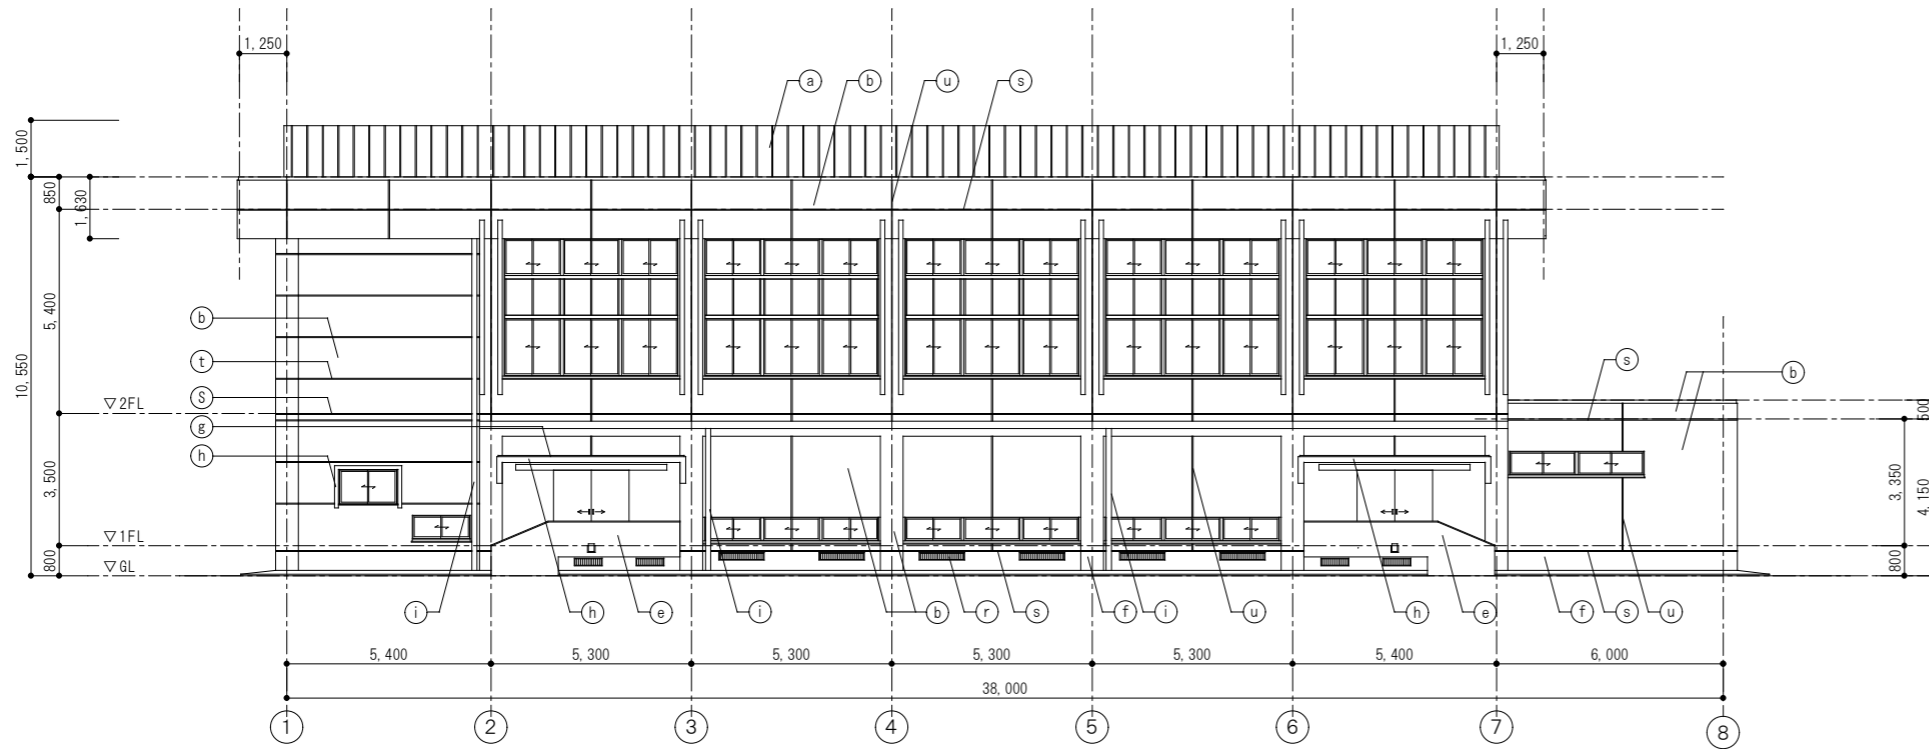 1,250
1,250
a
b
u
s
1,500
850
1,630
5,400
10,550
b
t
S
▽2FL
g
h
3,500
▽1FL
800
▽GL
s
b
500
3,350
4,150
800
i
h
e
i
b
r
s
f
i
u
h
e
f
s
u
5,400
5,300
5,300
5,300
5,300
5,400
6,000
38,000
1
2
3
4
5
6
7
8